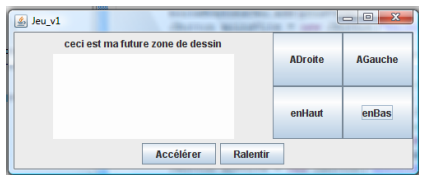 Jeu_v1
ceci est ma future zone de dessin
ADroite AGauche
enHaut enBas
Accélérer Ralentir